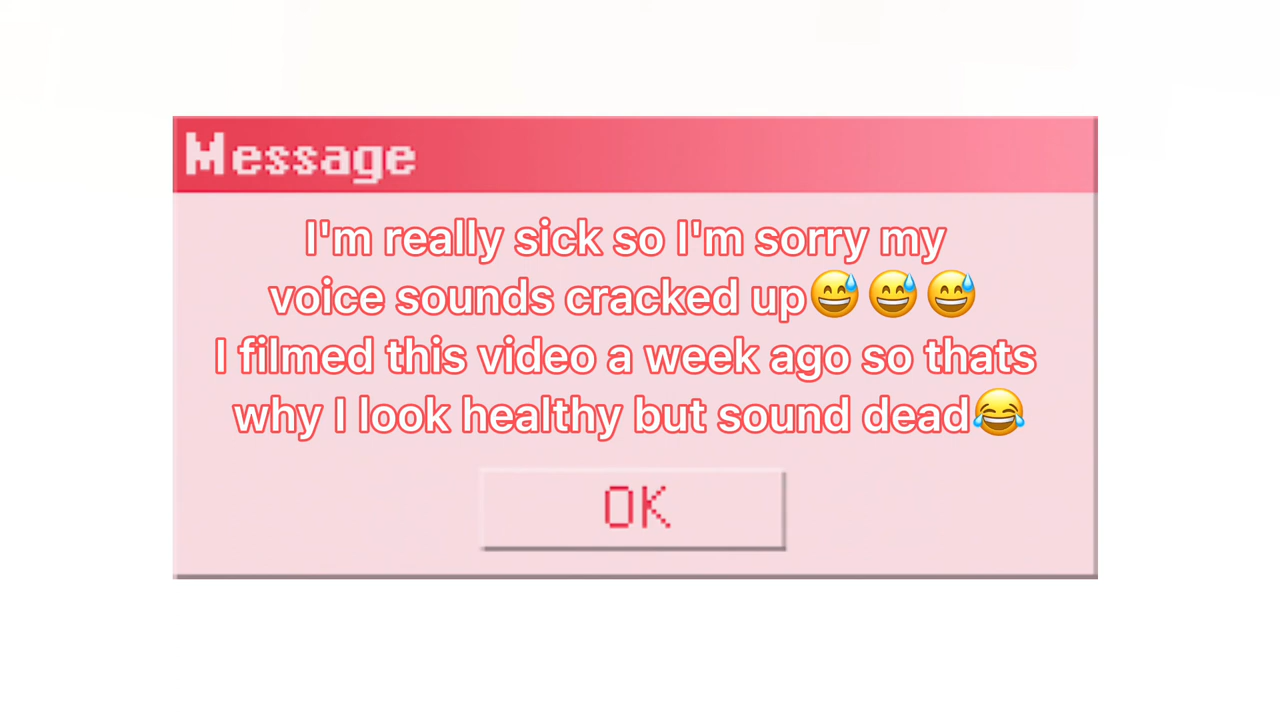 Message
I'm really sick so I'm sorry my
voice sounds cracked up😅😅😅
I filmed this video a week ago so thats
why I look healthy but sound dead😂
OK